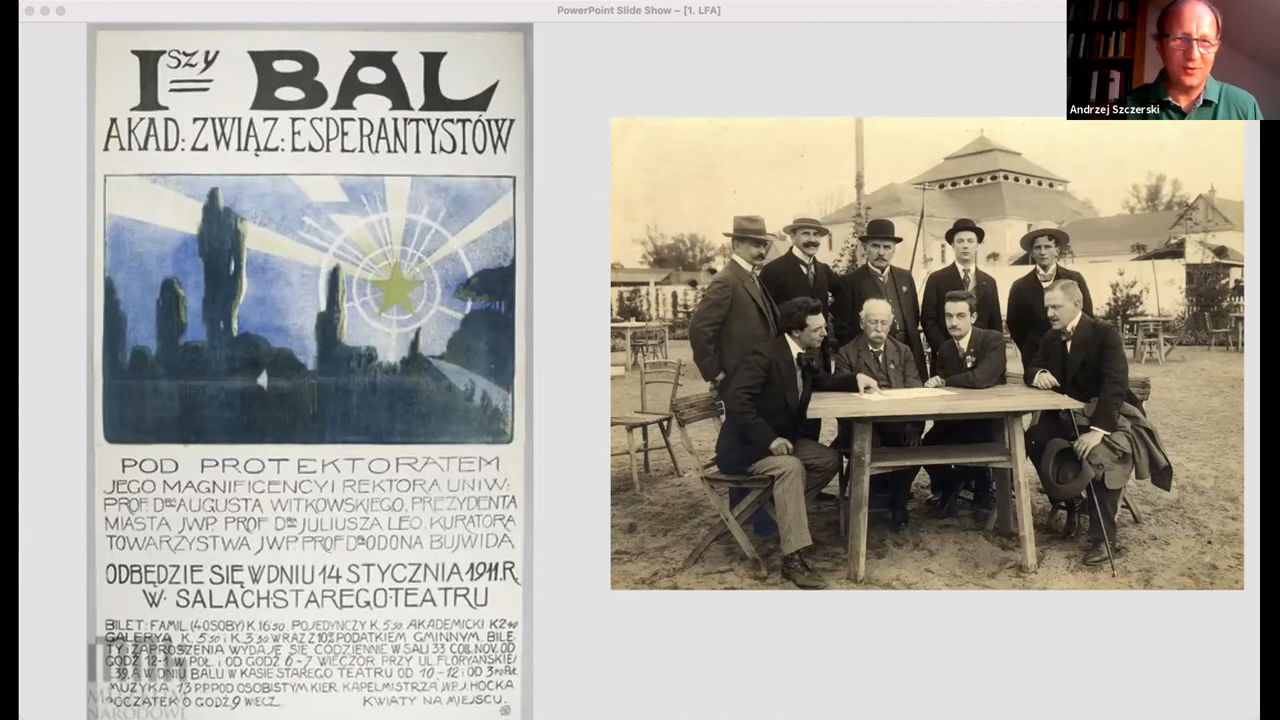 PowerPoint Slide Show – [1. LFA]
Andrzej Szczerski
Iszy BAL
AKAD: ZWIĄZ: ESPERANTYSTÓW
POD PROTEKTORATEM
JEGO MAGNIFICENCYI REKTORA UNIW:
PROF. Dra AUGUSTA WITKOWSKIEGO, PREZYDENTA
MIASTA JWP. PROF Dra JULIUSZA LEO, KURATORA
TOWARZYSTWA JWP. PROF Dra ODONA BUJWIDA
ODBĘDZIE SIĘ W DNIU 14 STYCZNIA 1911.R.
W SALACH STAREGO TEATRU
BILET: FAMIL. (4 OSOBY) K. 16 50. POJEDYNCZY K. 5 50. AKADEMICKI K 2
GALERYA K. 5 50 i K. 3 50 WRAZ Z 10% PODATKIEM GMINNYM. BILE-
TY i ZAPROSZENIA WYDAJE SIĘ CODZIENNIE W SALI 33 COLL. NOV. OD
GODZ 12-1 W POŁ. i OD GODZ 6-7 WIECZOR PRZY UL. FLORYAŃSKIEJ
39, A W DNIU BALU W KASIE STAREGO TEATRU OD 10-12 i OD 3
MUZYKA 13 PP POD OSOBISTYM KIER. KAPELMISTRZA WP. J. HOCKA
POCZĄTEK O GODZ 9 WIECZ. KWIATY NA MIEJSCU.
NARODOWE